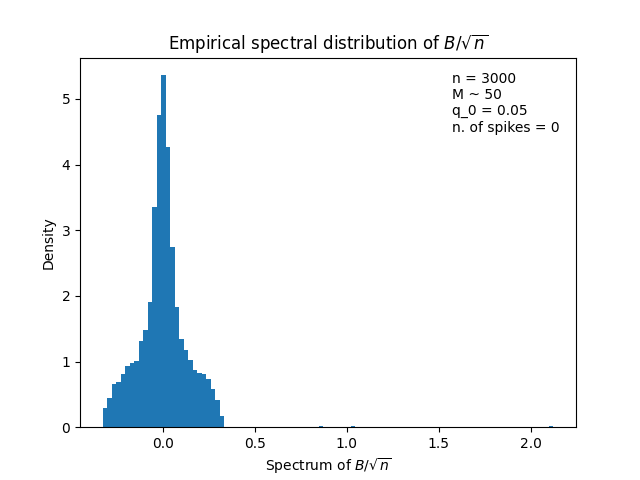 Empirical spectral distribution of B/√n
n = 3000
M ~ 50
q_0 = 0.05
n. of spikes = 0
Density
5
4
3
2
1
0
0.0 0.5 1.0 1.5 2.0
Spectrum of B/√n